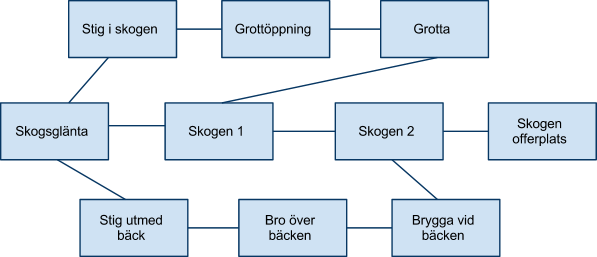 Stig i skogen
Grottöppning
Grotta
Skogsglänta
Skogen 1
Skogen 2
Skogen
offerplats
Stig utmed
bäck
Bro över
bäcken
Brygga vid
bäcken